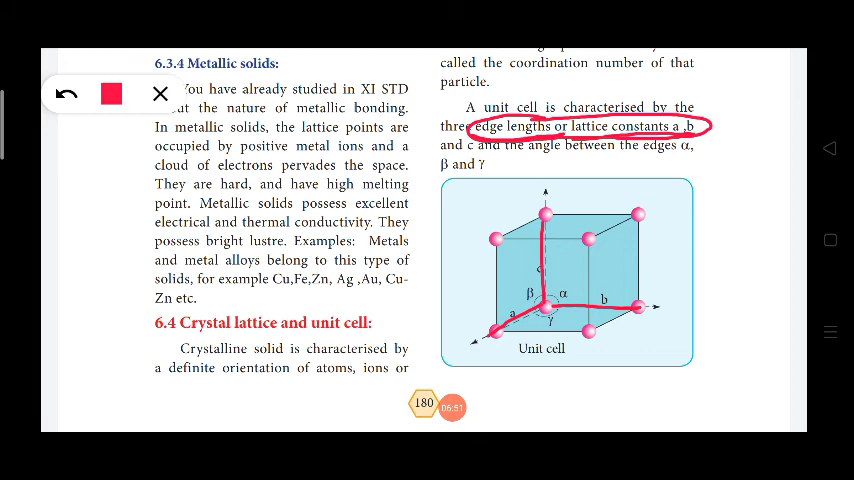 6.3.4 Metallic solids:
You have already studied in XI STD
out the nature of metallic bonding.
In metallic solids, the lattice points are
occupied by positive metal ions and a
cloud of electrons pervades the space.
They are hard, and have high melting
point. Metallic solids possess excellent
electrical and thermal conductivity. They
possess bright lustre. Examples: Metals
and metal alloys belong to this type of
solids, for example Cu,Fe,Zn, Ag ,Au, Cu-
Zn etc.
6.4 Crystal lattice and unit cell:
Crystalline solid is characterised by
a definite orientation of atoms, ions or
called the coordination number of that
particle.
A unit cell is characterised by the
three edge lengths or lattice constants a ,b
and c and the angle between the edges α,
β and γ
c
β α
a b
γ
Unit cell
180
06:51